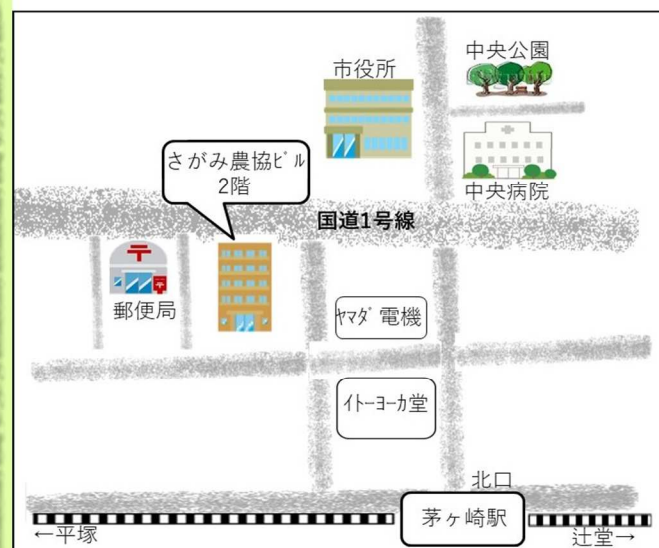 中央公園
市役所
さがみ農協ﾋﾞﾙ
2階
中央病院
国道1号線
〒
郵便局
ﾔﾏﾀﾞ電機
ｲﾄｰﾖｰｶ堂
北口
茅ヶ崎駅
←平塚
辻堂→